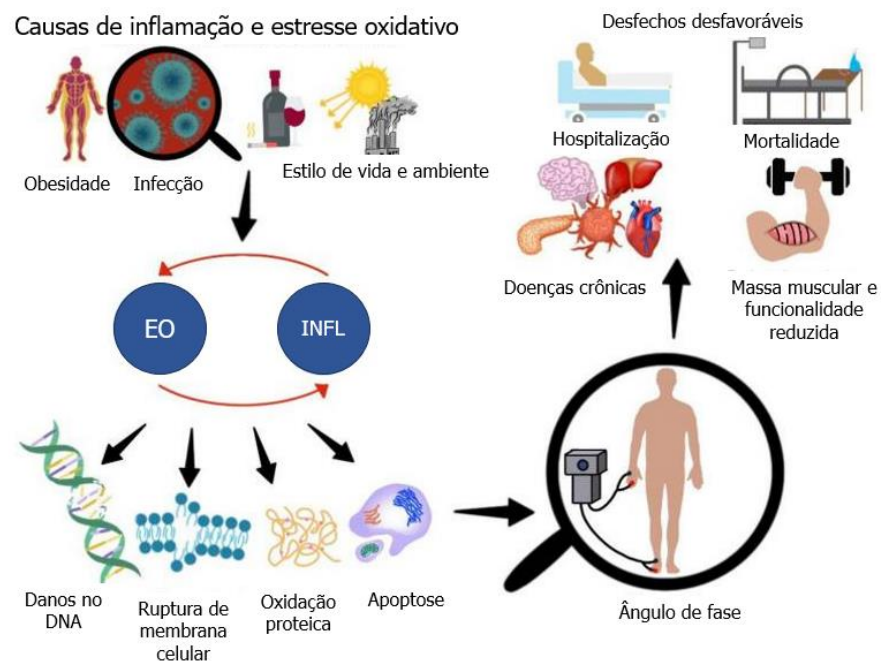 Causas de inflamação e estresse oxidativo
Obesidade
Infecção
Estilo de vida e ambiente
EO
INFL
Danos no
DNA
Ruptura de
membrana
celular
Oxidação
proteica
Apoptose
Ângulo de fase
Desfechos desfavoráveis
Hospitalização
Mortalidade
Doenças crônicas
Massa muscular e
funcionalidade
reduzida